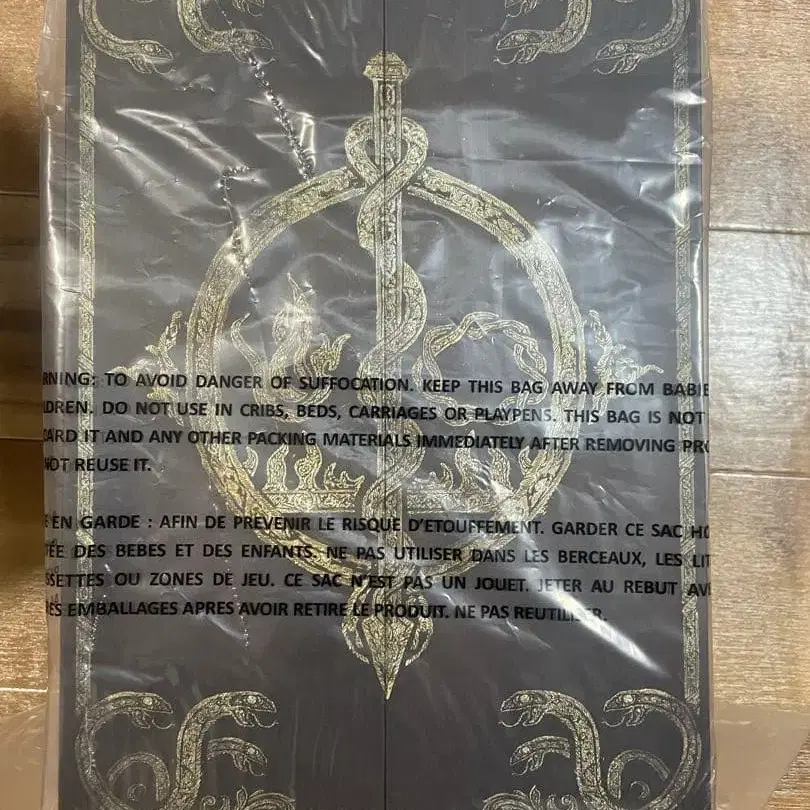 RNING: TO AVOID DANGER OF SUFFOCATION. KEEP THIS BAG AWAY FROM BABIE
LDREN. DO NOT USE IN CRIBS, BEDS, CARRIAGES OR PLAYPENS. THIS BAG IS NOT
CARD IT AND ANY OTHER PACKING MATERIALS IMMEDIATELY AFTER REMOVING PRO
NOT REUSE IT.
E EN GARDE : AFIN DE PREVENIR LE RISQUE D'ETOUFFEMENT. GARDER CE SAC HO
TÉE DES BEBES ET DES ENFANTS. NE PAS UTILISER DANS LES BERCEAUX, LES LIT
SSETTES OU ZONES DE JEU. CE SAC N'EST PAS UN JOUET. JETER AU REBUT AV
ES EMBALLAGES APRES AVOIR RETIRE LE PRODUIT. NE PAS REUTILISER.